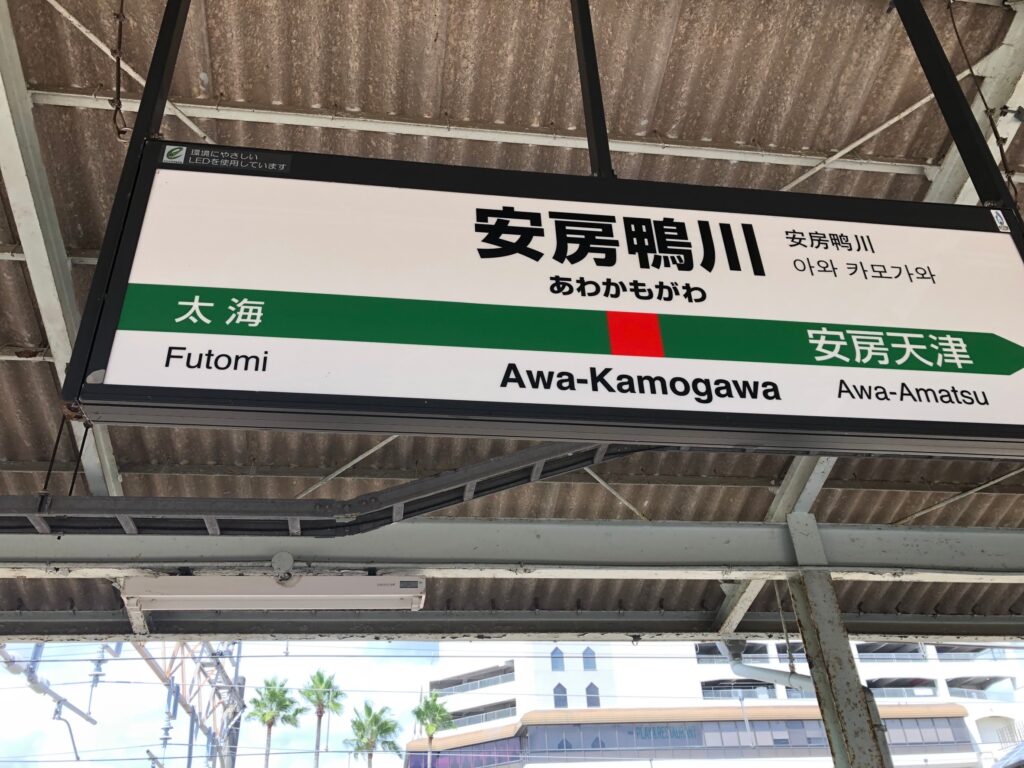 環境にやさしい
LEDを使用しています
安房鴨川
あわかもがわ
安房鸭川
아와 카모가와
太海
安房天津
Futomi
Awa-Kamogawa
Awa-Amatsu